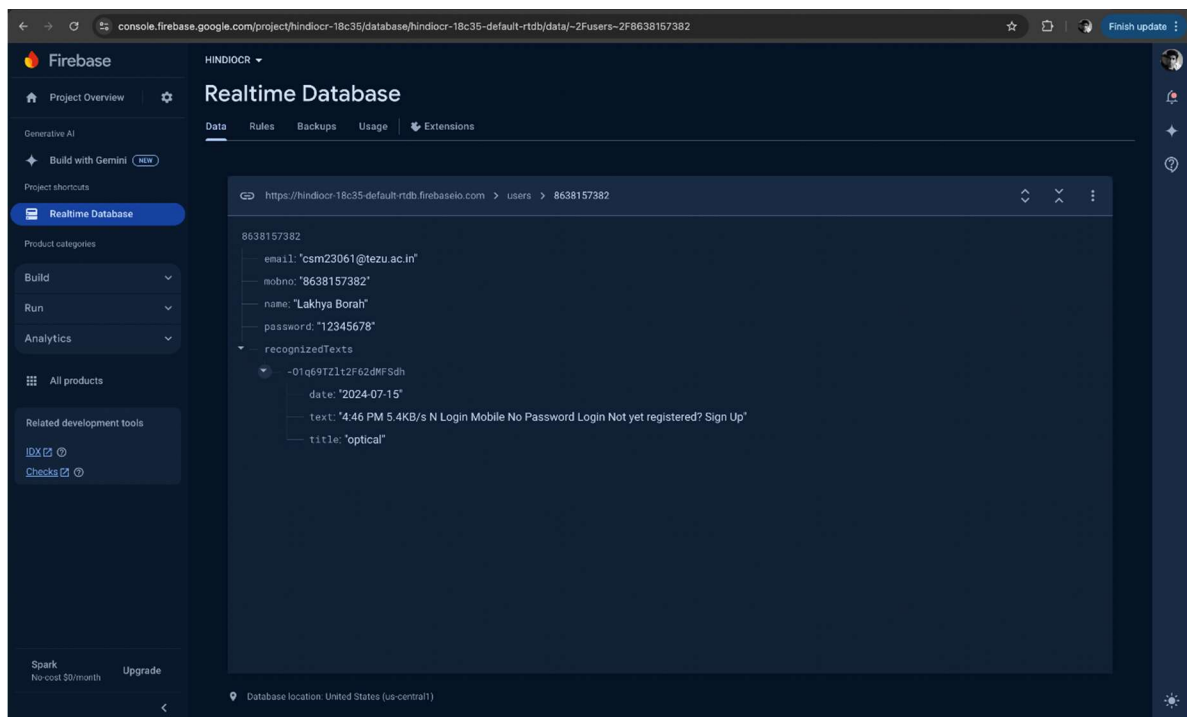 console.firebase.google.com/project/hindiocr-18c35/database/hindiocr-18c35-default-rtdb/data/~2Fusers~2F8638157382
Finish update
Firebase
Project Overview
Generative AI
Build with Gemini NEW
Project shortcuts
Realtime Database
Product categories
Build
Run
Analytics
All products
Related development tools
IDX
Checks
Spark
No-cost $0/month
Upgrade
HINDIOCR
Realtime Database
Data Rules Backups Usage Extensions
https://hindiocr-18c35-default-rtdb.firebaseio.com > users > 8638157382
8638157382
email: "csm23061@tezu.ac.in"
mobno: "8638157382"
name: "Lakhya Borah"
password: "12345678"
recognizedTexts
-O1q69TZlt2F62dMFSdh
date: "2024-07-15"
text: "4:46 PM 5.4KB/s N Login Mobile No Password Login Not yet registered? Sign Up"
title: "optical"
Database location: United States (us-central1)